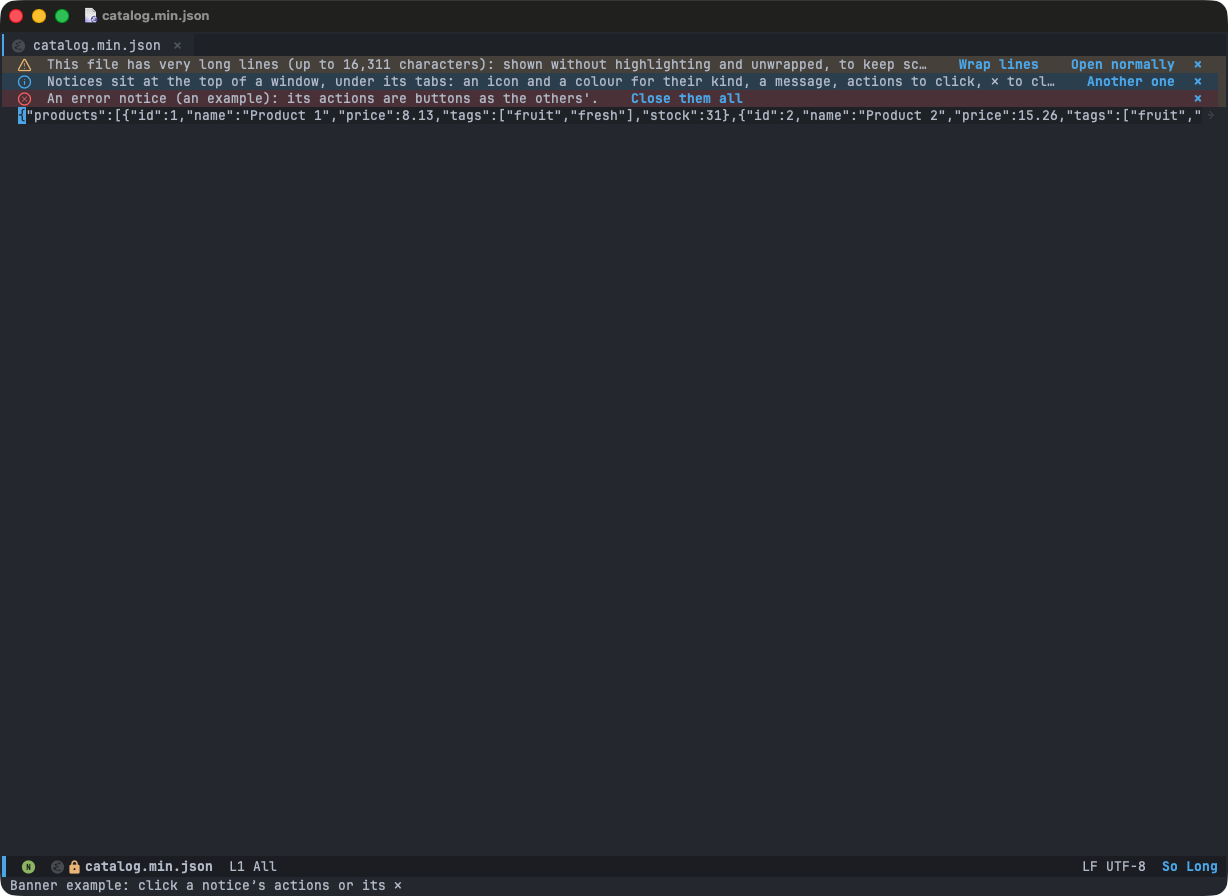 catalog.min.json
catalog.min.json ×
This file has very long lines (up to 16,311 characters): shown without highlighting and unwrapped, to keep sc… Wrap lines Open normally ×
Notices sit at the top of a window, under its tabs: an icon and a colour for their kind, a message, actions to click, × to cl… Another one ×
An error notice (an example): its actions are buttons as the others'. Close them all ×
{"products":[{"id":1,"name":"Product 1","price":8.13,"tags":["fruit","fresh"],"stock":31},{"id":2,"name":"Product 2","price":15.26,"tags":["fruit","
N catalog.min.json L1 All LF UTF-8 So Long
Banner example: click a notice’s actions or its ×